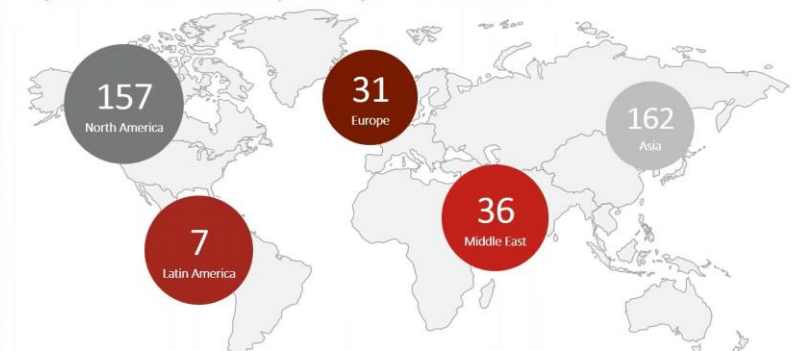 157
North America
31
Europe
162
Asia
36
Middle East
7
Latin America